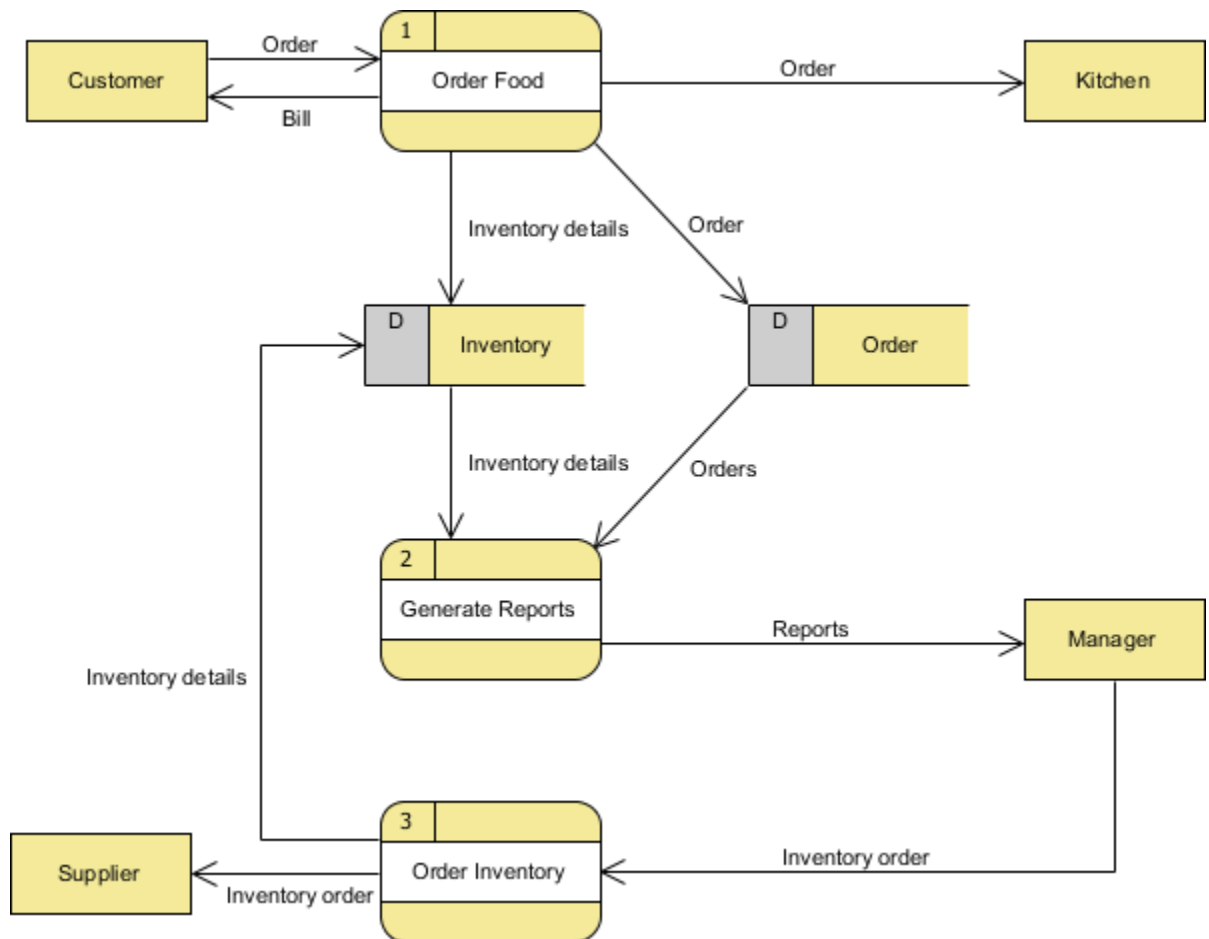 1
Order
Customer
Order Food
Order
Kitchen
Bill
Inventory details
Order
D
Inventory
D
Order
Inventory details
Orders
2
Generate Reports
Reports
Manager
Inventory details
3
Order Inventory
Inventory order
Supplier
Inventory order